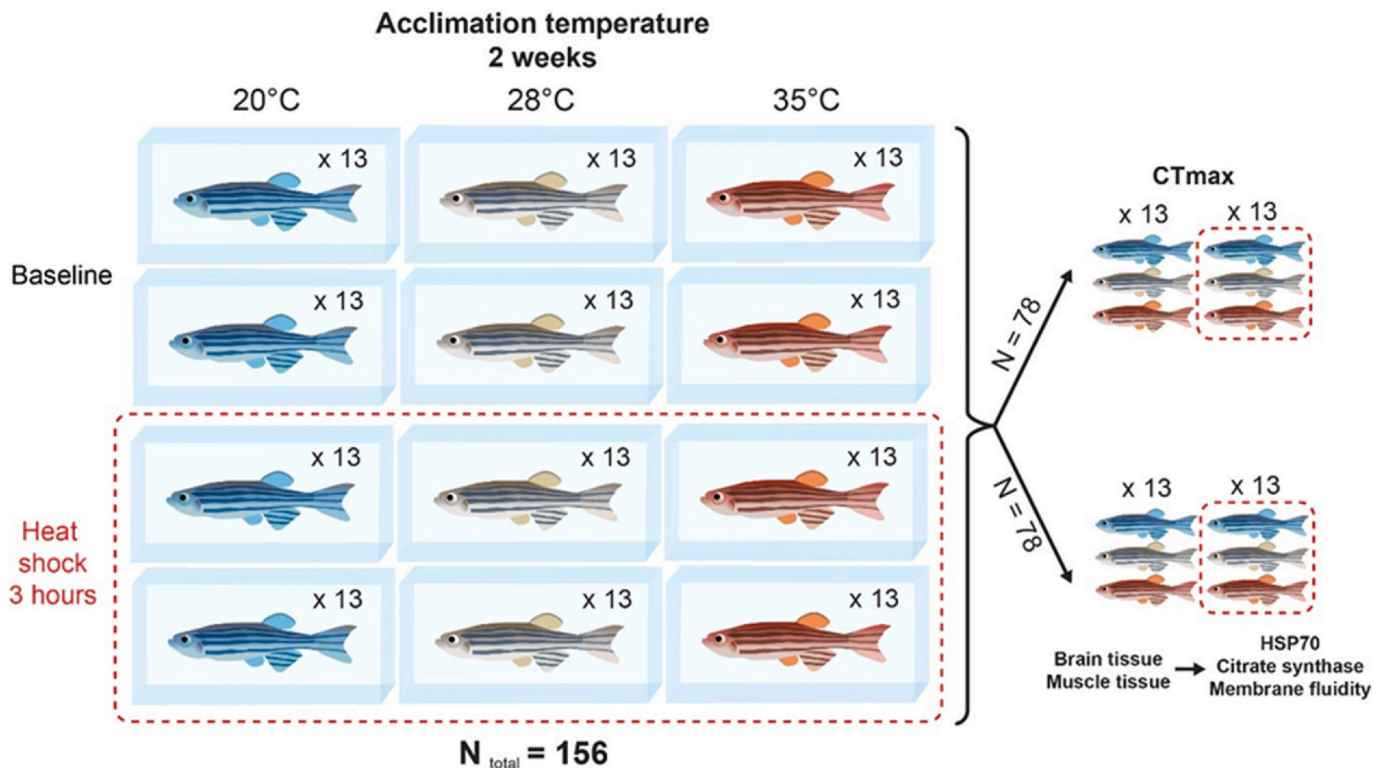 Acclimation temperature
2 weeks
20°C 28°C 35°C
x 13 x 13 x 13
Baseline
x 13 x 13 x 13
Heat
shock
3 hours
x 13 x 13 x 13
x 13 x 13 x 13
N total = 156
N = 78
N = 78
CTmax
x 13 x 13
x 13 x 13
Brain tissue
Muscle tissue
HSP70
Citrate synthase
Membrane fluidity